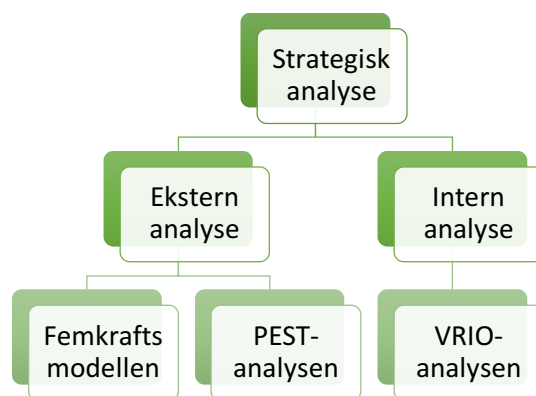 Strategisk
analyse
Ekstern
analyse
Intern
analyse
Femkrafts
modellen
PEST-
analysen
VRIO-
analysen